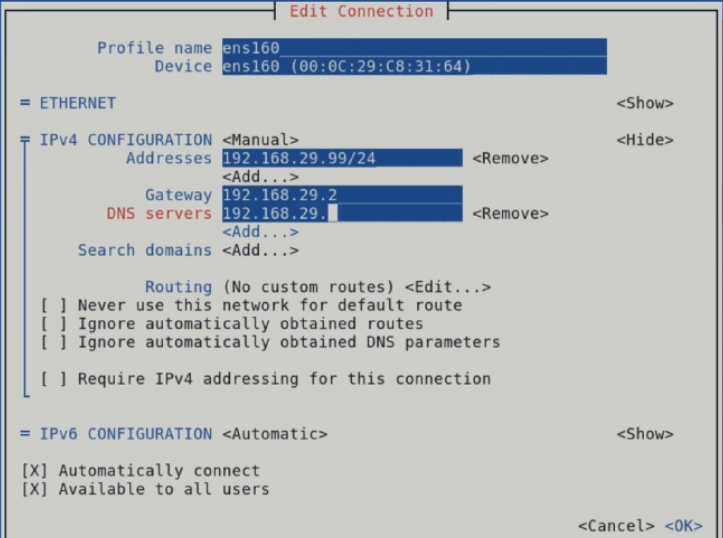 Edit Connection
Profile name ens160
Device ens160 (00:0C:29:C8:31:64)
= ETHERNET <Show>
= IPv4 CONFIGURATION <Manual> <Hide>
Addresses 192.168.29.99/24 <Remove>
<Add...>
Gateway 192.168.29.2
DNS servers 192.168.29. <Remove>
<Add...>
Search domains <Add...>
Routing (No custom routes) <Edit...>
[ ] Never use this network for default route
[ ] Ignore automatically obtained routes
[ ] Ignore automatically obtained DNS parameters
[ ] Require IPv4 addressing for this connection
= IPv6 CONFIGURATION <Automatic> <Show>
[X] Automatically connect
[X] Available to all users
<Cancel> <OK>